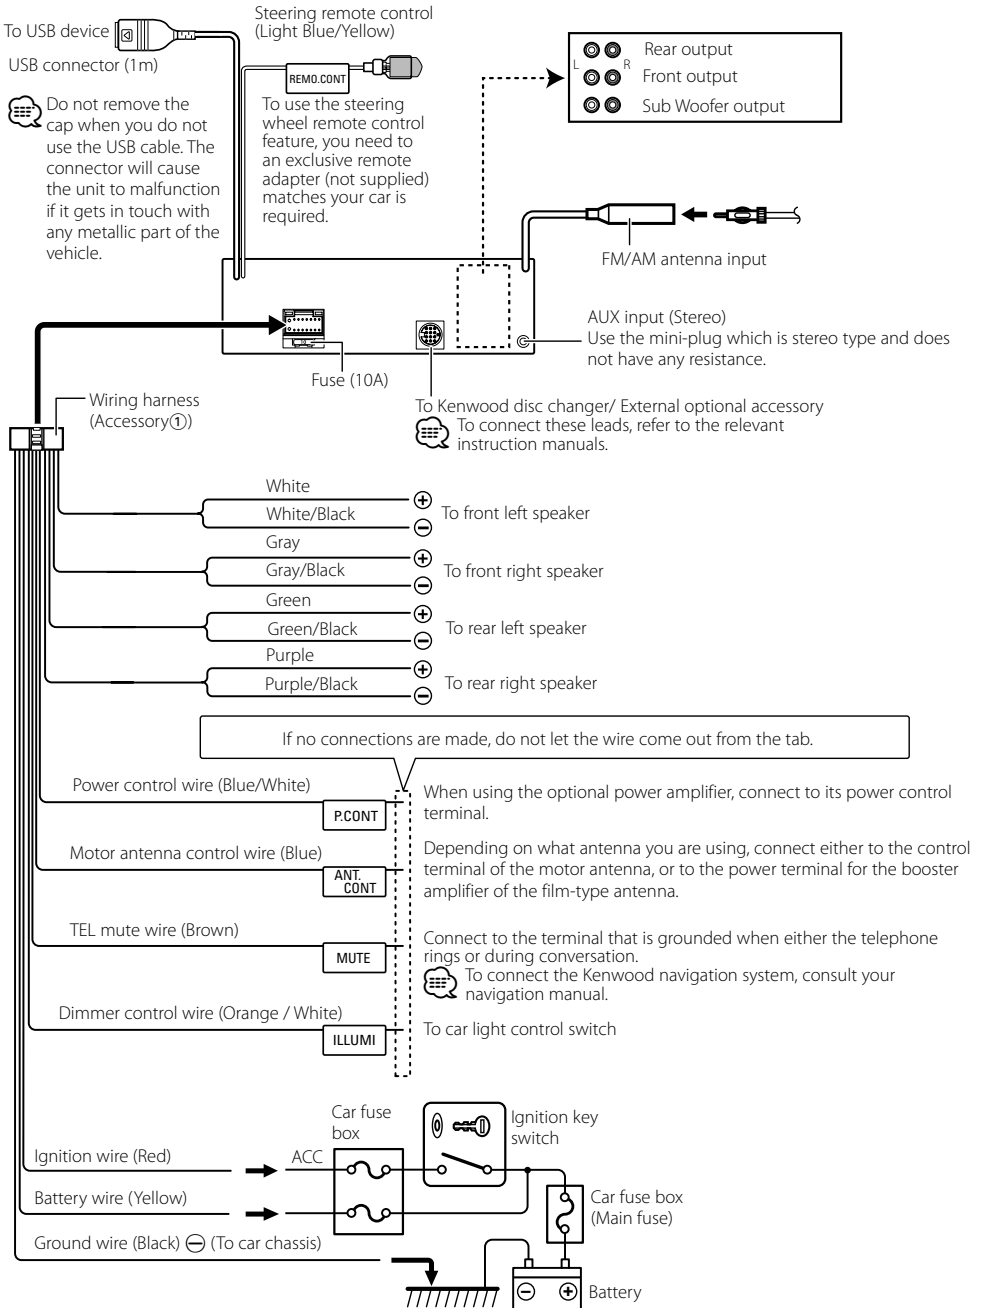 Steering remote control
(Light Blue/Yellow)
To USB device
USB connector (1m)
REMO.CONT
Do not remove the
cap when you do not
use the USB cable. The
connector will cause
the unit to malfunction
if it gets in touch with
any metallic part of the
vehicle.
To use the steering
wheel remote control
feature, you need to
an exclusive remote
adapter (not supplied)
matches your car is
required.
L
R
Rear output
Front output
Sub Woofer output
FM/AM antenna input
AUX input (Stereo)
Use the mini-plug which is stereo type and does
not have any resistance.
Fuse (10A)
To Kenwood disc changer/ External optional accessory
To connect these leads, refer to the relevant
instruction manuals.
Wiring harness
(Accessory①)
White
White/Black
⊕
⊖
To front left speaker
Gray
Gray/Black
⊕
⊖
To front right speaker
Green
Green/Black
⊕
⊖
To rear left speaker
Purple
Purple/Black
⊕
⊖
To rear right speaker
If no connections are made, do not let the wire come out from the tab.
Power control wire (Blue/White)
P.CONT
When using the optional power amplifier, connect to its power control
terminal.
Motor antenna control wire (Blue)
ANT.
CONT
Depending on what antenna you are using, connect either to the control
terminal of the motor antenna, or to the power terminal for the booster
amplifier of the film-type antenna.
TEL mute wire (Brown)
MUTE
Connect to the terminal that is grounded when either the telephone
rings or during conversation.
To connect the Kenwood navigation system, consult your
navigation manual.
Dimmer control wire (Orange / White)
ILLUMI
To car light control switch
Car fuse
box
Ignition key
switch
Ignition wire (Red)
ACC
Battery wire (Yellow)
Car fuse box
(Main fuse)
Ground wire (Black) ⊖ (To car chassis)
⊖ ⊕
Battery